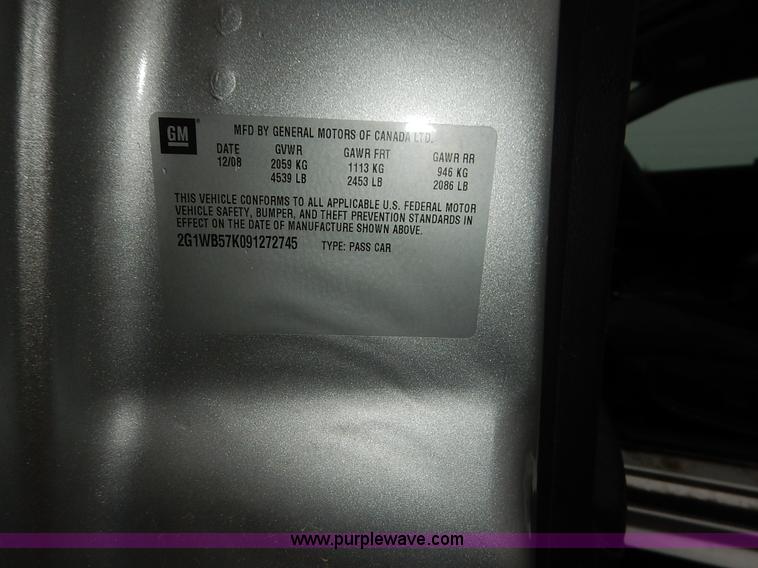 GM
MFD BY GENERAL MOTORS OF CANADA LTD.
DATE GVWR GAWR FRT GAWR RR
12/08 2059 KG 1113 KG 946 KG
4539 LB 2453 LB 2086 LB
THIS VEHICLE CONFORMS TO ALL APPLICABLE U.S. FEDERAL MOTOR
VEHICLE SAFETY, BUMPER, AND THEFT PREVENTION STANDARDS IN
EFFECT ON THE DATE OF MANUFACTURE SHOWN ABOVE.
2G1WB57K091272745 TYPE: PASS CAR
www.purplewave.com